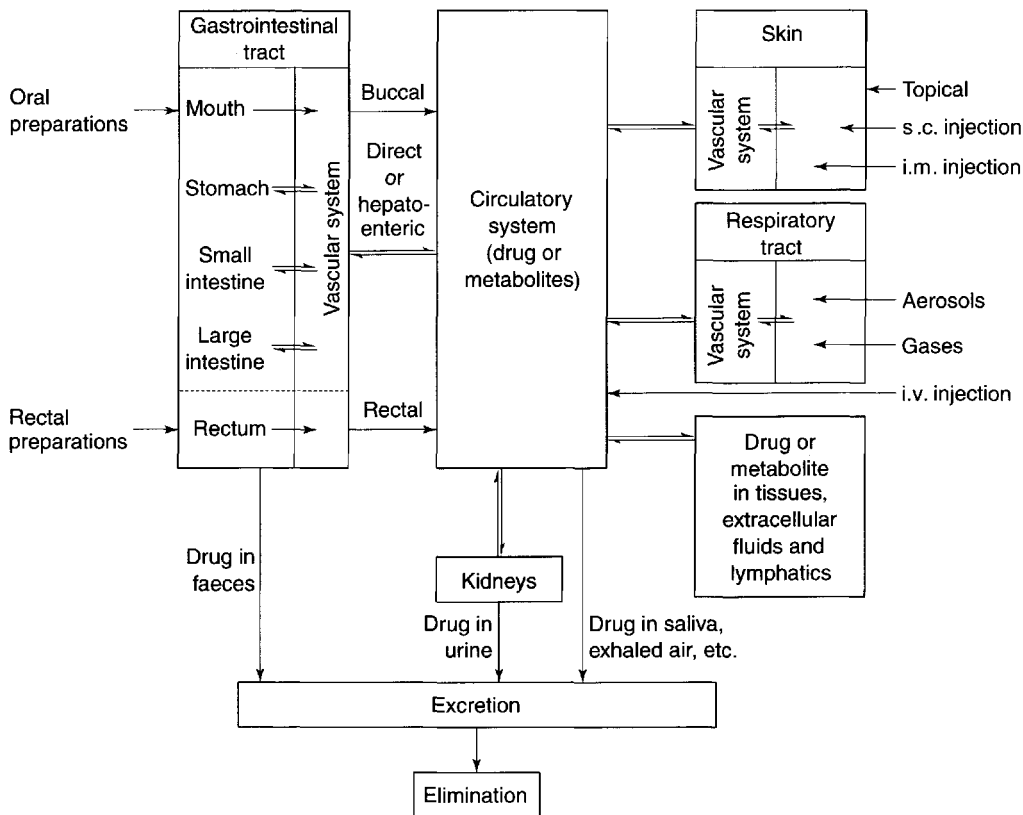 Gastrointestinal
tract
Oral
preparations
Mouth
Stomach
Small
intestine
Large
intestine
Rectal
preparations
Rectum
Vascular system
Buccal
Direct
or
hepato-
enteric
Rectal
Circulatory
system
(drug or
metabolites)
Skin
Vascular
system
Topical
s.c. injection
i.m. injection
Respiratory
tract
Vascular
system
Aerosols
Gases
i.v. injection
Drug or
metabolite
in tissues,
extracellular
fluids and
lymphatics
Drug in
faeces
Kidneys
Drug in
urine
Drug in saliva,
exhaled air, etc.
Excretion
Elimination